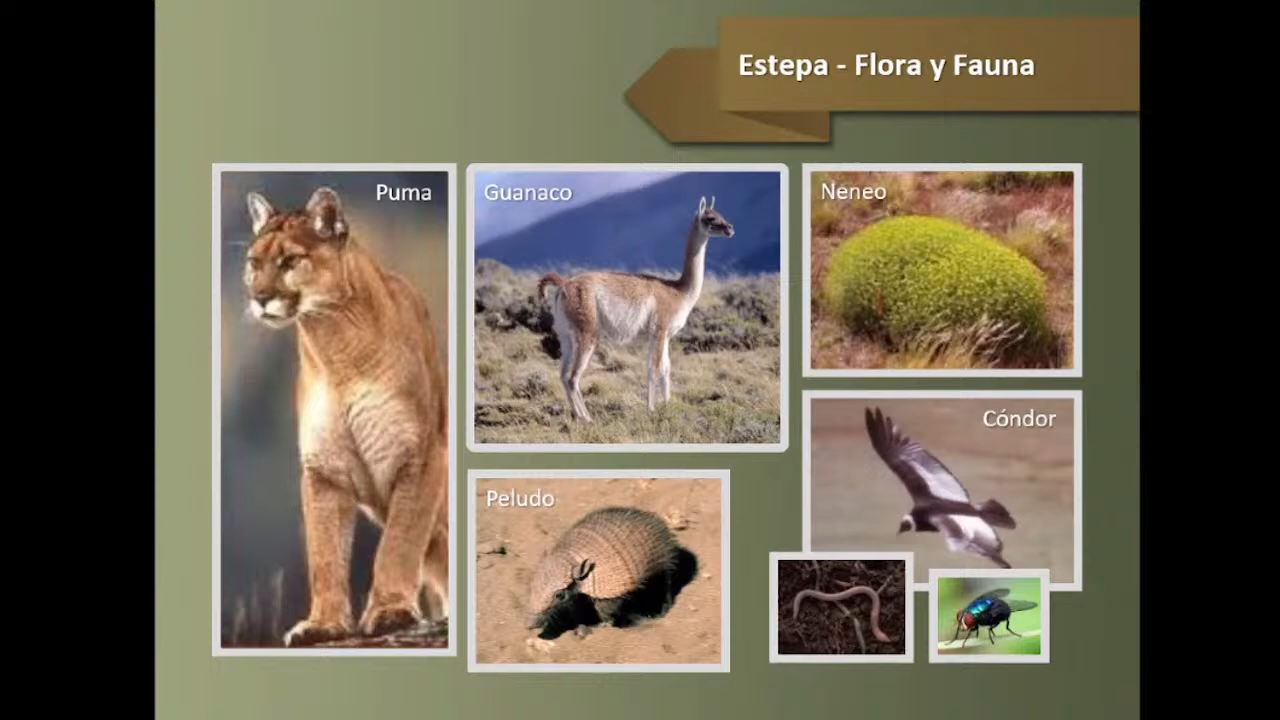 Estepa - Flora y Fauna
Puma
Guanaco
Neneo
Cóndor
Peludo